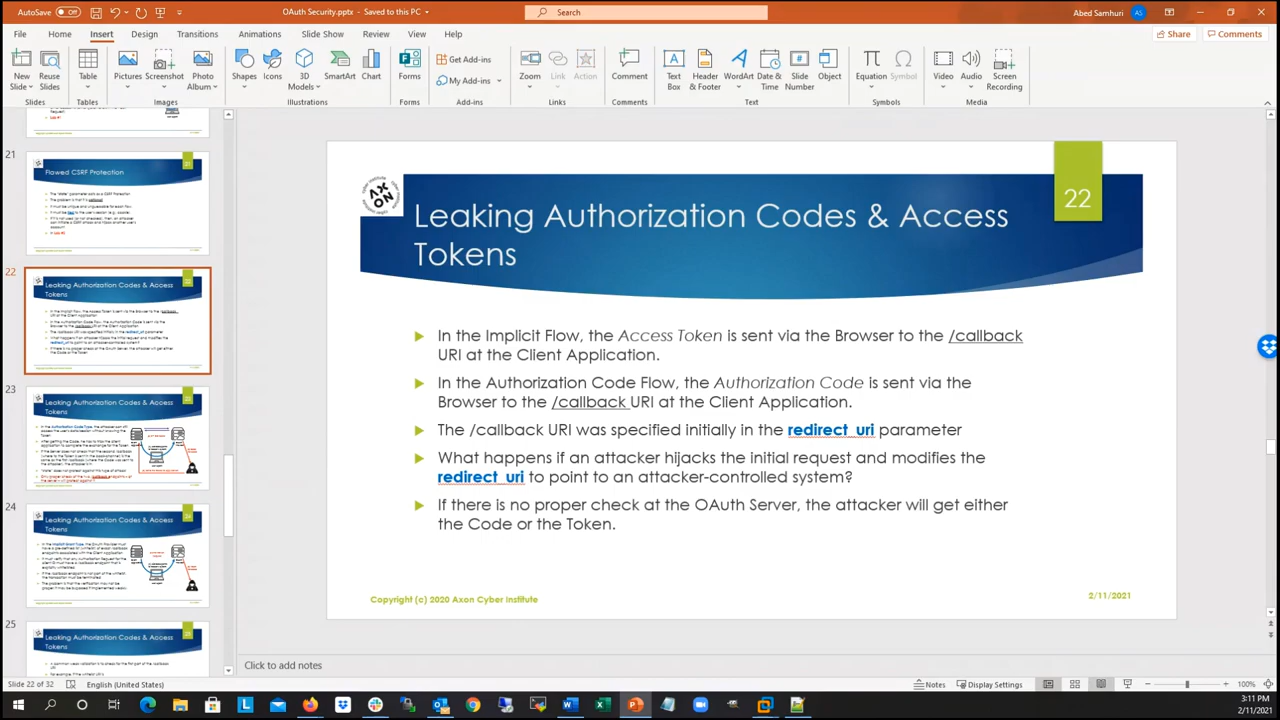 AutoSave Off
OAuth Security.pptx - Saved to this PC
Search
Abed Samhuri AS
File Home Insert Design Transitions Animations Slide Show Review View Help
Share Comments
New Slide Reuse Slides Table Pictures Screenshot Photo Album Shapes Icons 3D Models SmartArt Chart Forms Get Add-ins My Add-ins Zoom Link Action Comment Text Box Header & Footer WordArt Date & Time Slide Number Object Equation Symbol Video Audio Screen Recording
Slides Tables Images Illustrations Forms Add-ins Links Comments Text Symbols Media
21
Flawed CSRF Protection
22
Leaking Authorization Codes & Access
Tokens
23
Leaking Authorization Codes & Access
Tokens
24
Leaking Authorization Codes & Access
Tokens
25
Leaking Authorization Codes & Access
Tokens
AXON
22
Leaking Authorization Codes & Access
Tokens
In the Implicit Flow, the Access Token is sent via the Browser to the /callback
URI at the Client Application.
In the Authorization Code Flow, the Authorization Code is sent via the
Browser to the /callback URI at the Client Application.
The /callback URI was specified initially in the redirect_uri parameter
What happens if an attacker hijacks the initial request and modifies the
redirect_uri to point to an attacker-controlled system?
If there is no proper check at the OAuth Server, the attacker will get either
the Code or the Token.
Copyright (c) 2020 Axon Cyber Institute
2/11/2021
Click to add notes
Slide 22 of 32 English (United States) Notes Display Settings 100%
3:11 PM
2/11/2021